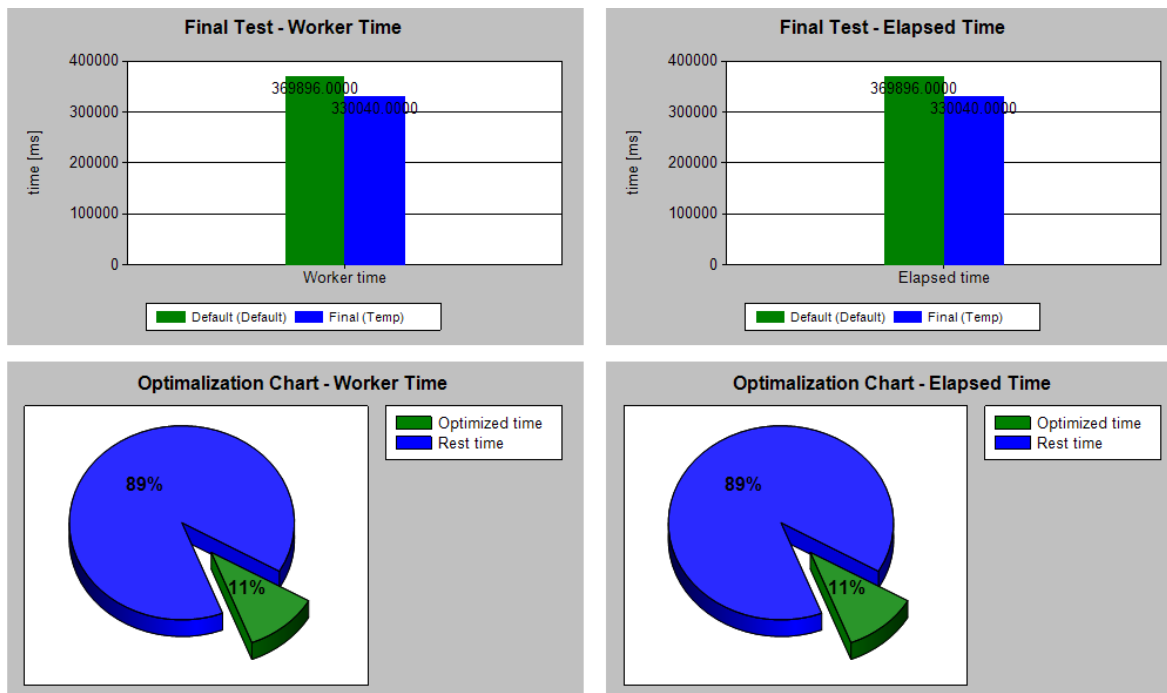 Final Test - Worker Time
400000
300000
200000
100000
0
time [ms]
369896.0000
330040.0000
Worker time
Default (Default) Final (Temp)
Final Test - Elapsed Time
400000
300000
200000
100000
0
time [ms]
369896.0000
330040.0000
Elapsed time
Default (Default) Final (Temp)
Optimalization Chart - Worker Time
Optimized time
Rest time
89%
11%
Optimalization Chart - Elapsed Time
Optimized time
Rest time
89%
11%